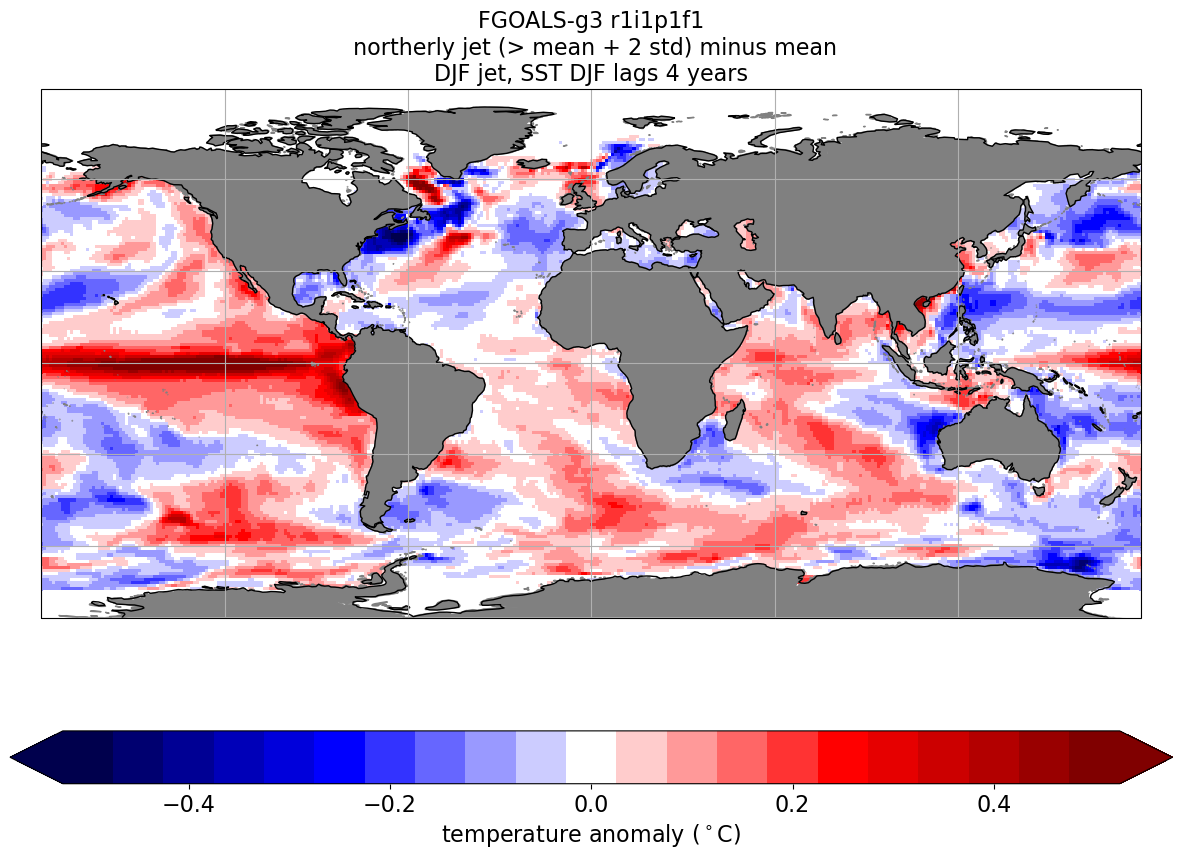 FGOALS-g3 r1i1p1f1
northerly jet (> mean + 2 std) minus mean
DJF jet, SST DJF lags 4 years
−0.4 −0.2 0.0 0.2 0.4
temperature anomaly (∘C)